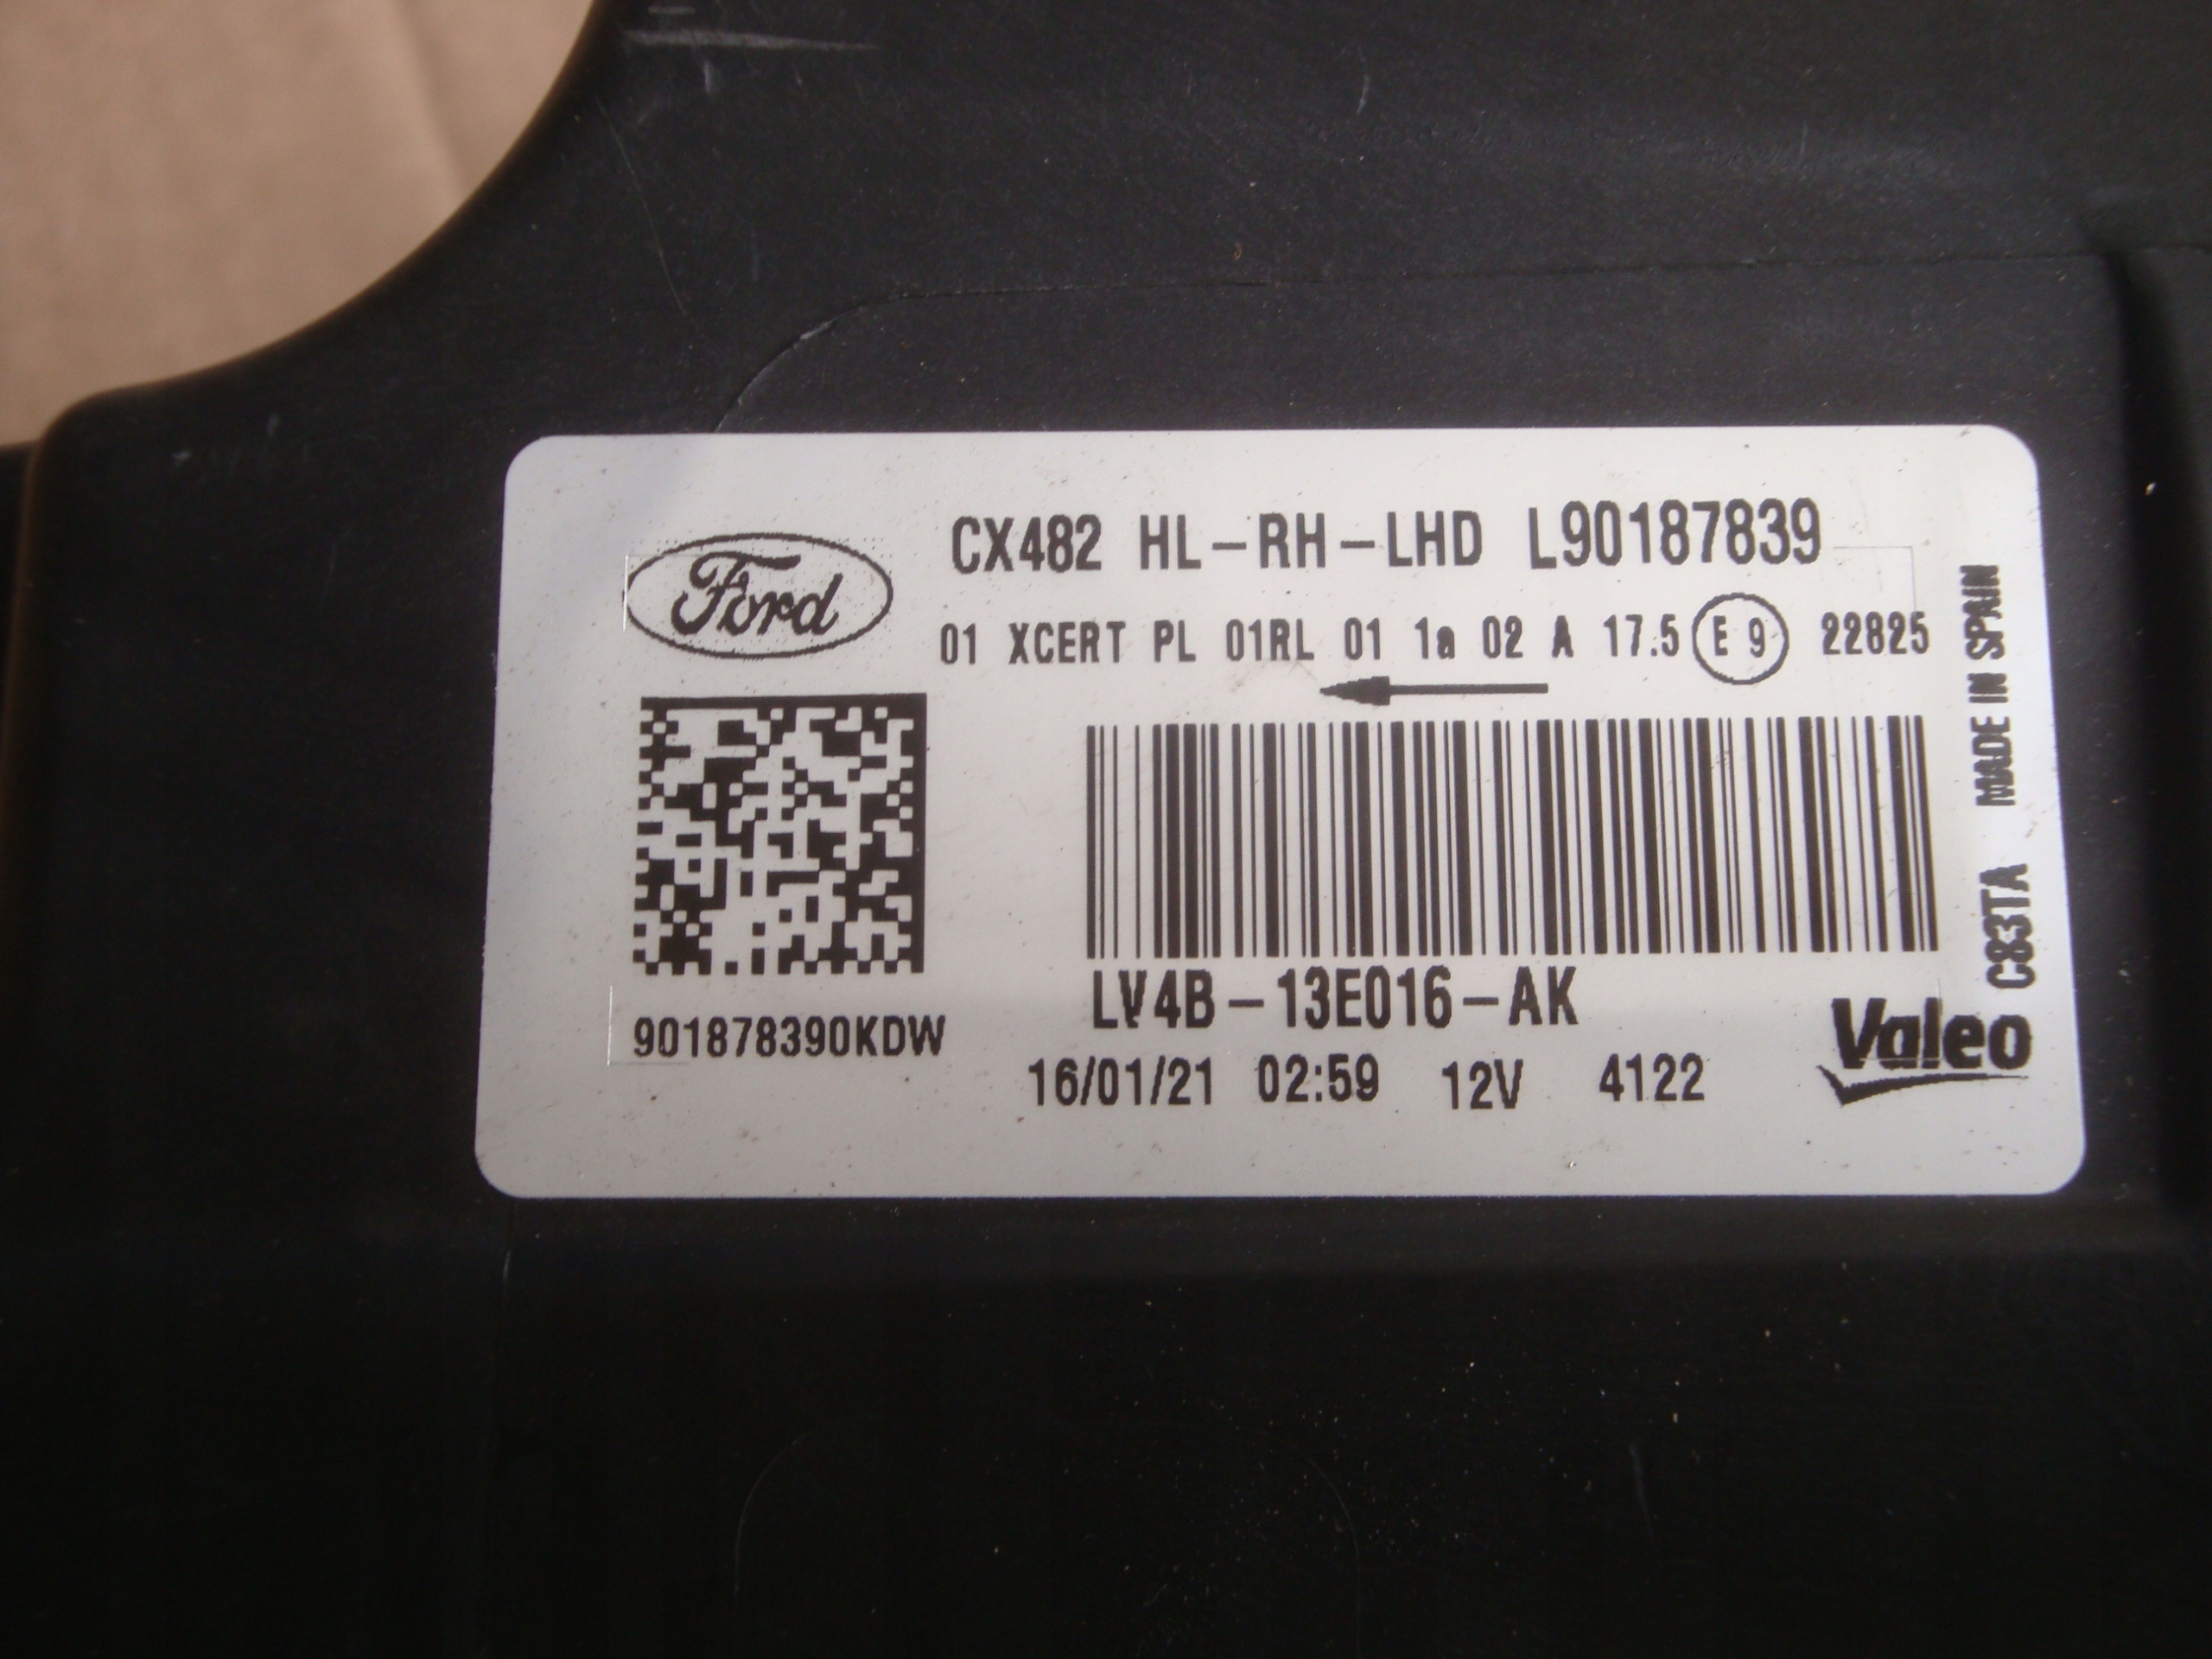 Ford
CX482 HL-RH-LHD L90187839
01 XCERT PL 01RL 01 1a 02 A 17.5 E 9 22825
LV4B-13E016-AK
901878390KDW
16/01/21 02:59 12V 4122
C83TA MADE IN SPAIN
Valeo